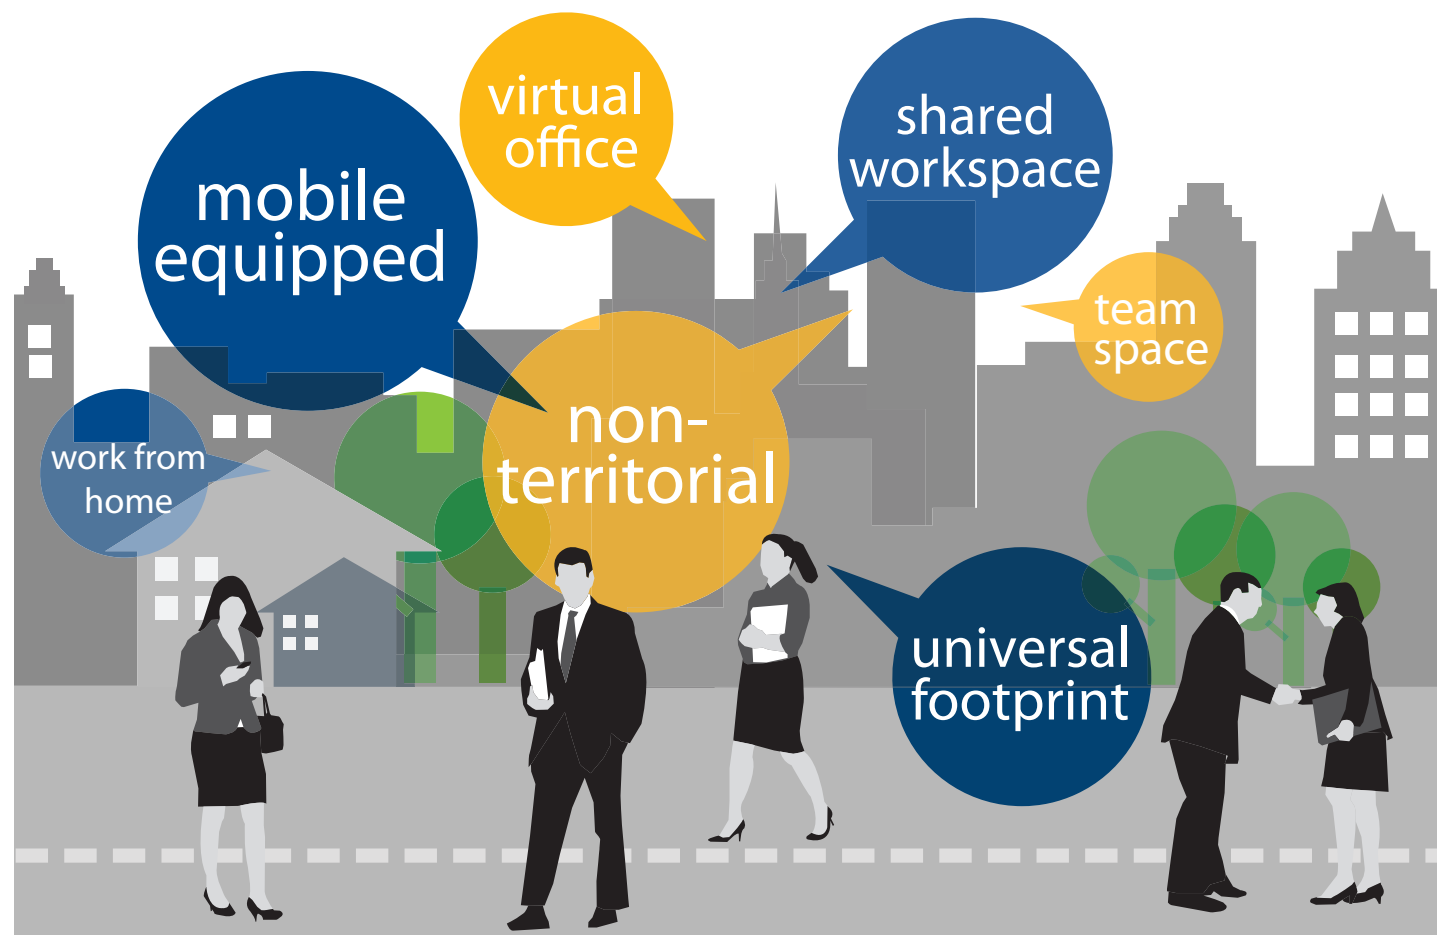 virtual
office
shared
workspace
mobile
equipped
team
space
non-
territorial
work from
home
universal
footprint